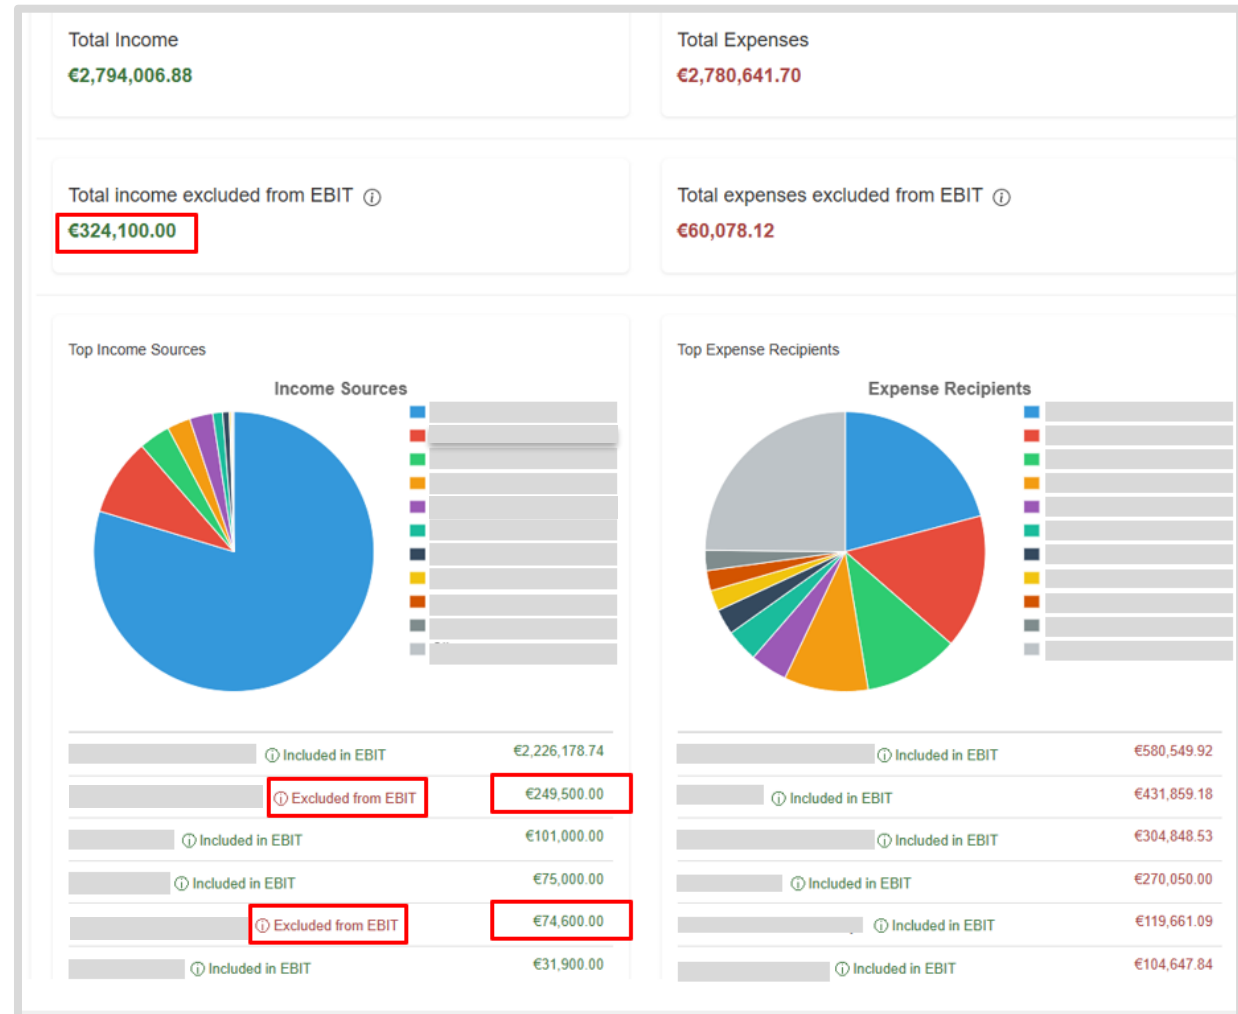 Total Income
€2,794,006.88
Total Expenses
€2,780,641.70
Total income excluded from EBIT
€324,100.00
Total expenses excluded from EBIT
€60,078.12
Top Income Sources
Income Sources
Top Expense Recipients
Expense Recipients
Included in EBIT €2,226,178.74
Excluded from EBIT €249,500.00
Included in EBIT €101,000.00
Included in EBIT €75,000.00
Excluded from EBIT €74,600.00
Included in EBIT €31,900.00
Included in EBIT €580,549.92
Included in EBIT €431,859.18
Included in EBIT €304,848.53
Included in EBIT €270,050.00
Included in EBIT €119,661.09
Included in EBIT €104,647.84